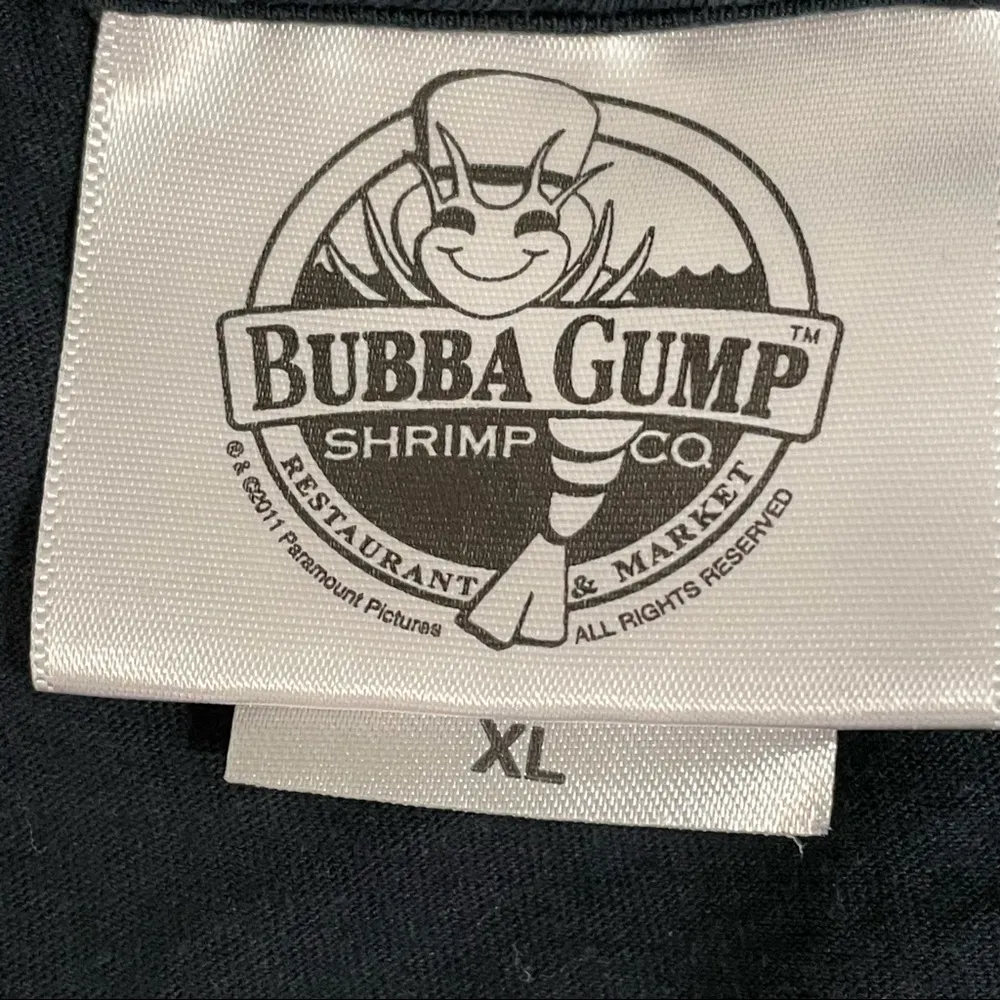 BUBBA GUMP™
SHRIMP CO.
RESTAURANT & MARKET
® & ©2011 Paramount Pictures
ALL RIGHTS RESERVED
XL